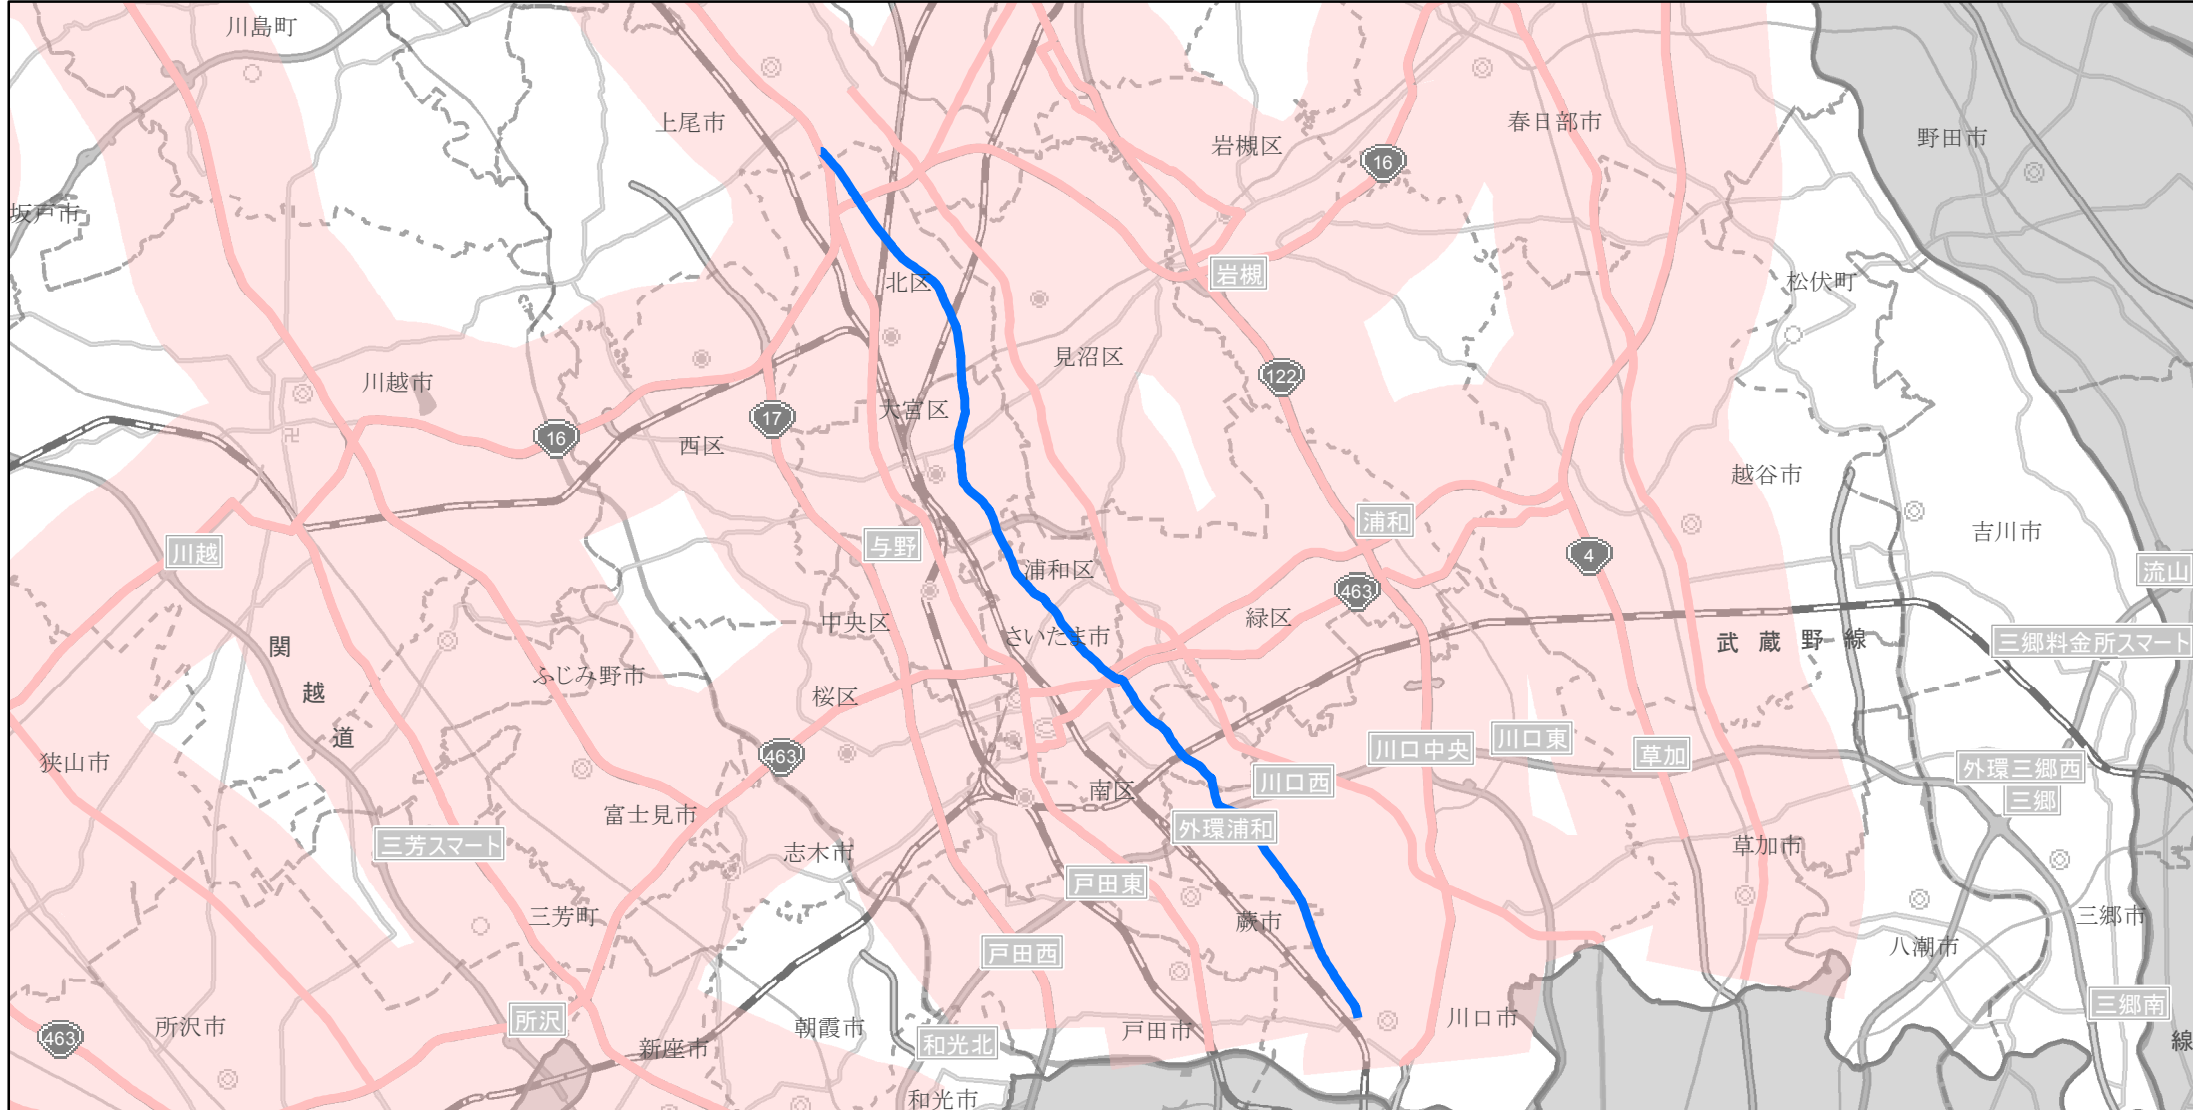 川島町
上尾市
岩槻区
春日部市
野田市
16
坂戸市
岩槻
北区
松伏町
見沼区
122
川越市
大宮区
17
16
西区
越谷市
浦和
吉川市
与野
川越
4
流山
浦和区
463
緑区
中央区
さいたま市
関越道
武蔵野線
三郷料金所スマート
ふじみ野市
桜区
狭山市
463
川口中央
川口東
草加
外環三郷西
川口西
南区
三郷
富士見市
外環浦和
三芳スマート
志木市
草加市
戸田東
三芳町
蕨市
三郷市
八潮市
戸田西
三郷南
所沢
所沢市
463
朝霞市
戸田市
川口市
新座市
和光北
線
和光市